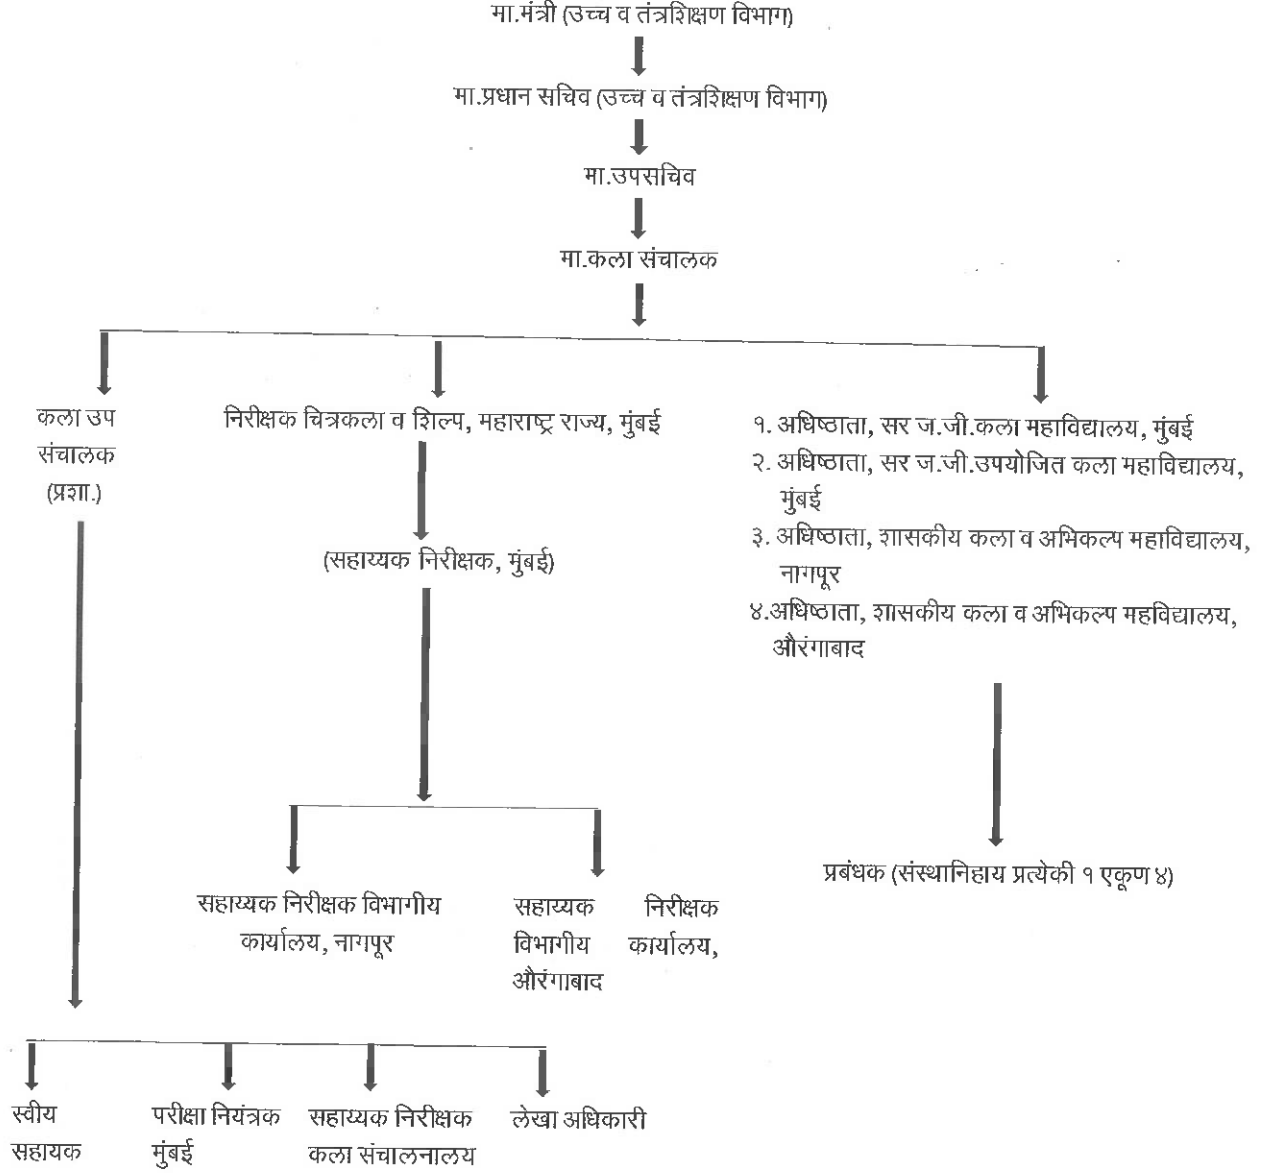 मा.मंत्री (उच्च व तंत्रशिक्षण विभाग)
मा.प्रधान सचिव (उच्च व तंत्रशिक्षण विभाग)
मा.उपसचिव
मा.कला संचालक
कला उप
संचालक
(प्रशा.)
निरीक्षक चित्रकला व शिल्प, महाराष्ट्र राज्य, मुंबई
(सहाय्यक निरीक्षक, मुंबई)
१. अधिष्ठाता, सर ज.जी.कला महाविद्यालय, मुंबई
२. अधिष्ठाता, सर ज.जी.उपयोजित कला महाविद्यालय,
मुंबई
३. अधिष्ठाता, शासकीय कला व अभिकल्प महाविद्यालय,
नागपूर
४.अधिष्ठाता, शासकीय कला व अभिकल्प महविद्यालय,
औरंगाबाद
प्रबंधक (संस्थानिहाय प्रत्येकी १ एकूण ४)
सहाय्यक निरीक्षक विभागीय
कार्यालय, नागपूर
सहाय्यक निरीक्षक
विभागीय कार्यालय,
औरंगाबाद
स्वीय
सहायक
परीक्षा नियंत्रक
मुंबई
सहाय्यक निरीक्षक
कला संचालनालय
लेखा अधिकारी